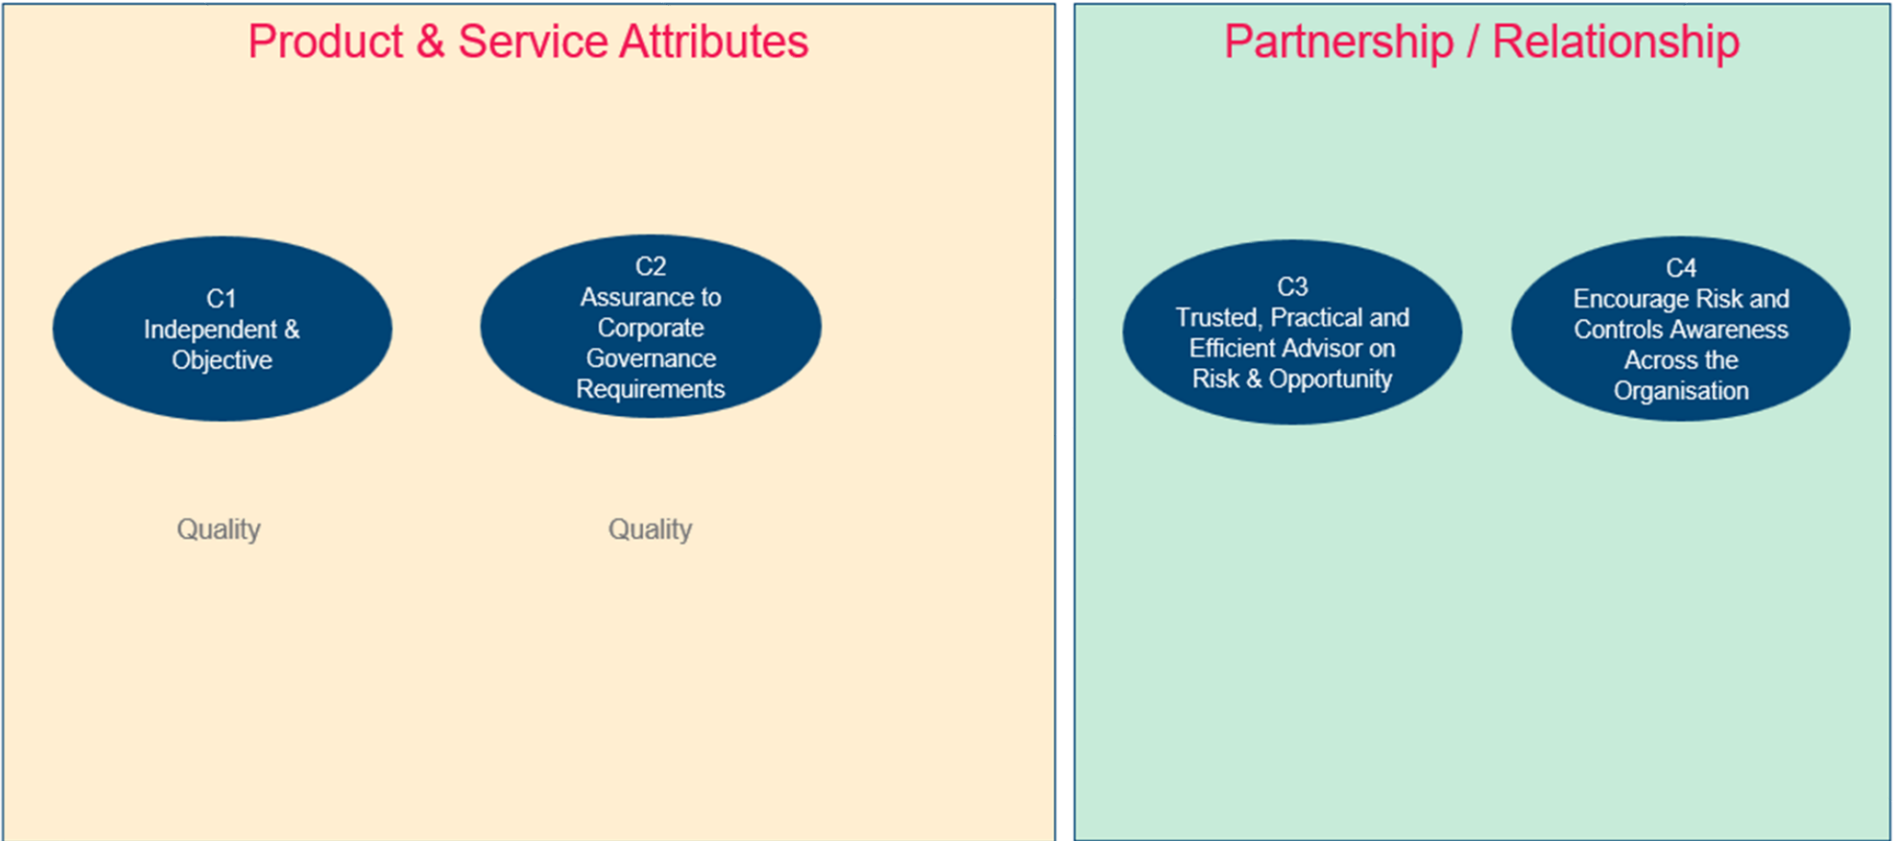 Product & Service Attributes
C1
Independent &
Objective
C2
Assurance to
Corporate
Governance
Requirements
Quality
Quality
Partnership / Relationship
C3
Trusted, Practical and
Efficient Advisor on
Risk & Opportunity
C4
Encourage Risk and
Controls Awareness
Across the
Organisation